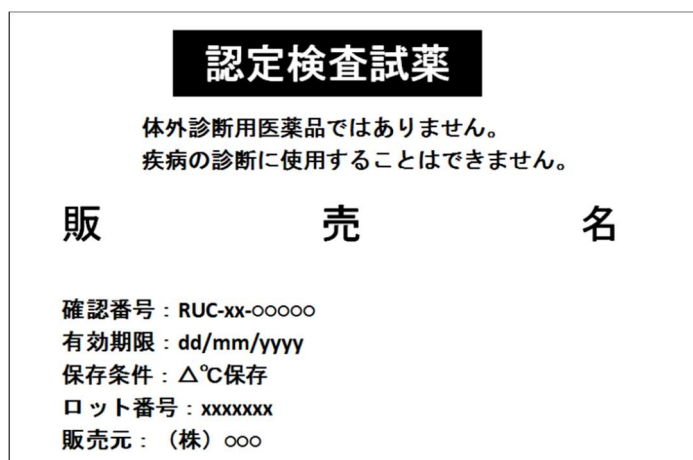 認定検査試薬
体外診断用医薬品ではありません。
疾病の診断に使用することはできません。
販 売 名
確認番号：RUC-xx-○○○○○
有効期限：dd/mm/yyyy
保存条件：△℃保存
ロット番号：xxxxxxx
販売元：（株）○○○